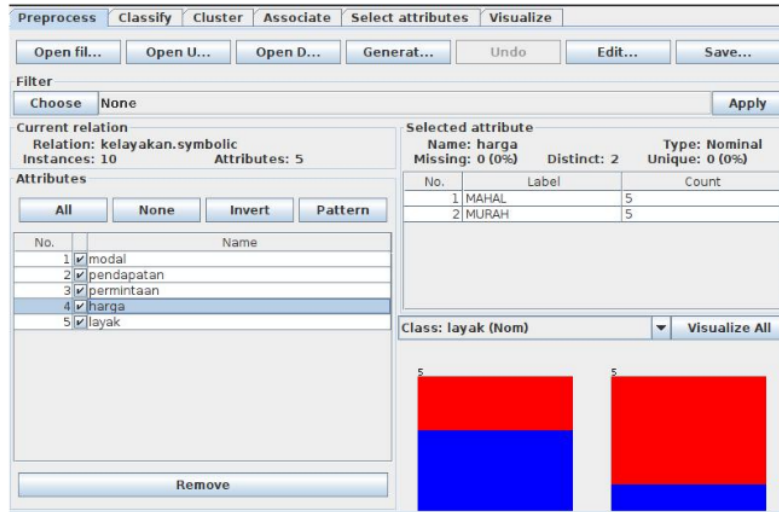 Preprocess Classify Cluster Associate Select attributes Visualize
Open fil... Open U... Open D... Generat... Undo Edit... Save...
Filter
Choose None Apply
Current relation
Relation: kelayakan.symbolic
Instances: 10 Attributes: 5
Attributes
All None Invert Pattern
No. Name
1 modal
2 pendapatan
3 permintaan
4 harga
5 layak
Remove
Selected attribute
Name: harga Type: Nominal
Missing: 0 (0%) Distinct: 2 Unique: 0 (0%)
No. Label Count
1 MAHAL 5
2 MURAH 5
Class: layak (Nom) Visualize All
5 5